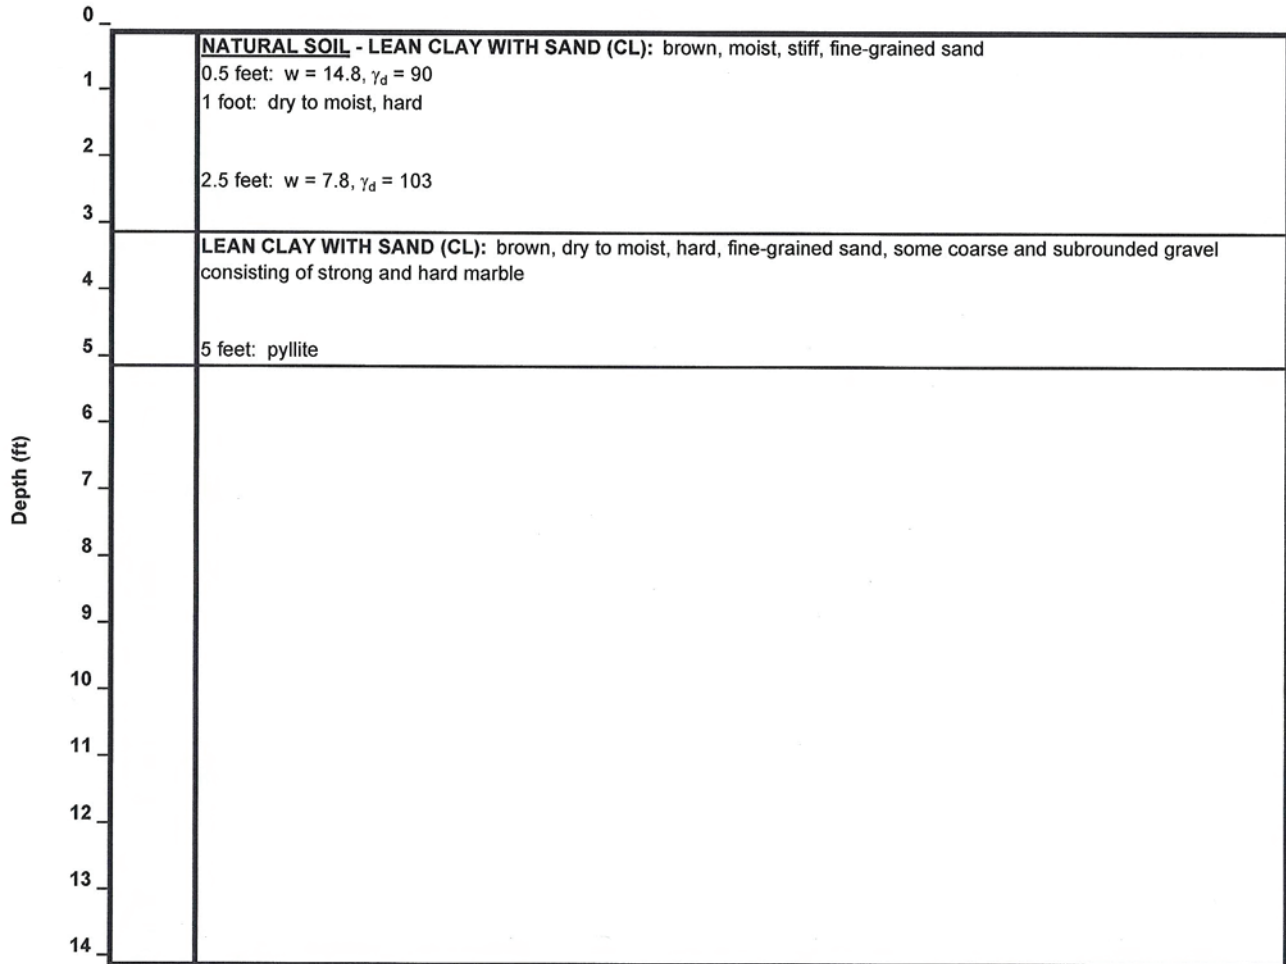 0
NATURAL SOIL - LEAN CLAY WITH SAND (CL): brown, moist, stiff, fine-grained sand
0.5 feet: w = 14.8, γd = 90
1
1 foot: dry to moist, hard
2
2.5 feet: w = 7.8, γd = 103
3
LEAN CLAY WITH SAND (CL): brown, dry to moist, hard, fine-grained sand, some coarse and subrounded gravel
consisting of strong and hard marble
4
5
5 feet: pyllite
6
Depth (ft)
7
8
9
10
11
12
13
14